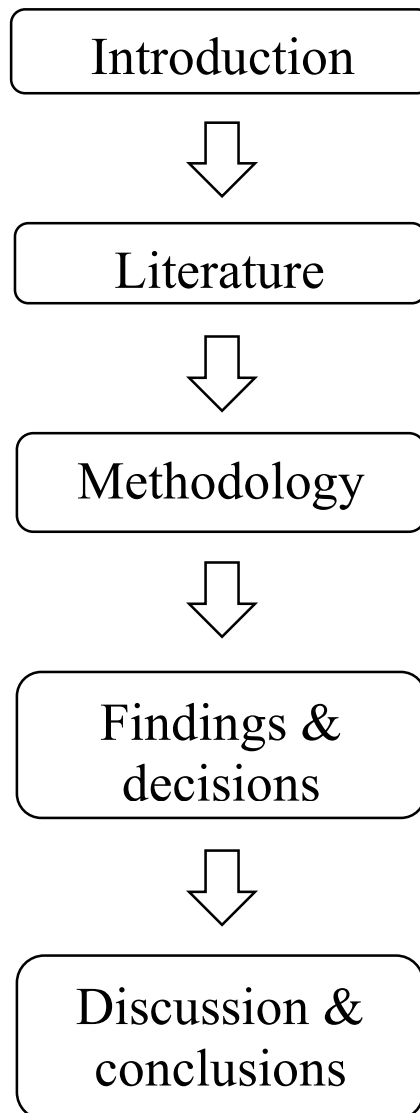 Introduction
Literature
Methodology
Findings &
decisions
Discussion &
conclusions